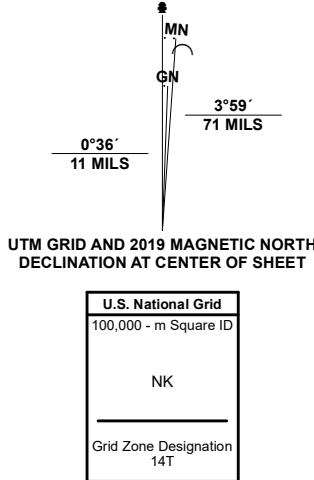 MN
GN
3°59´
71 MILS
0°36´
11 MILS
UTM GRID AND 2019 MAGNETIC NORTH
DECLINATION AT CENTER OF SHEET
U.S. National Grid
100,000 - m Square ID
NK
Grid Zone Designation
14T